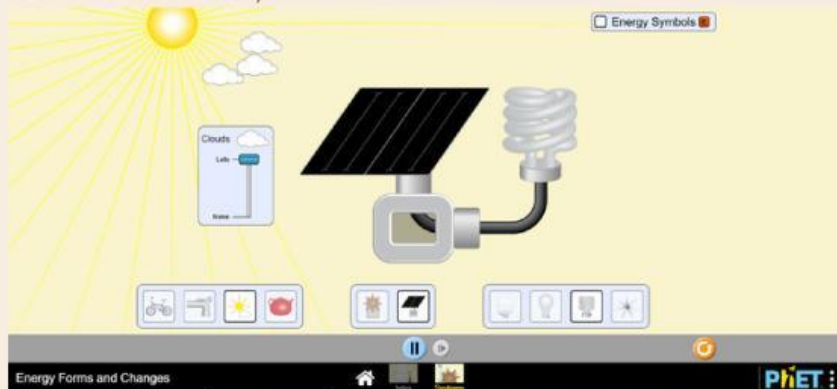 Energy Symbols
Clouds
Lots
None
Energy Forms and Changes
PhET